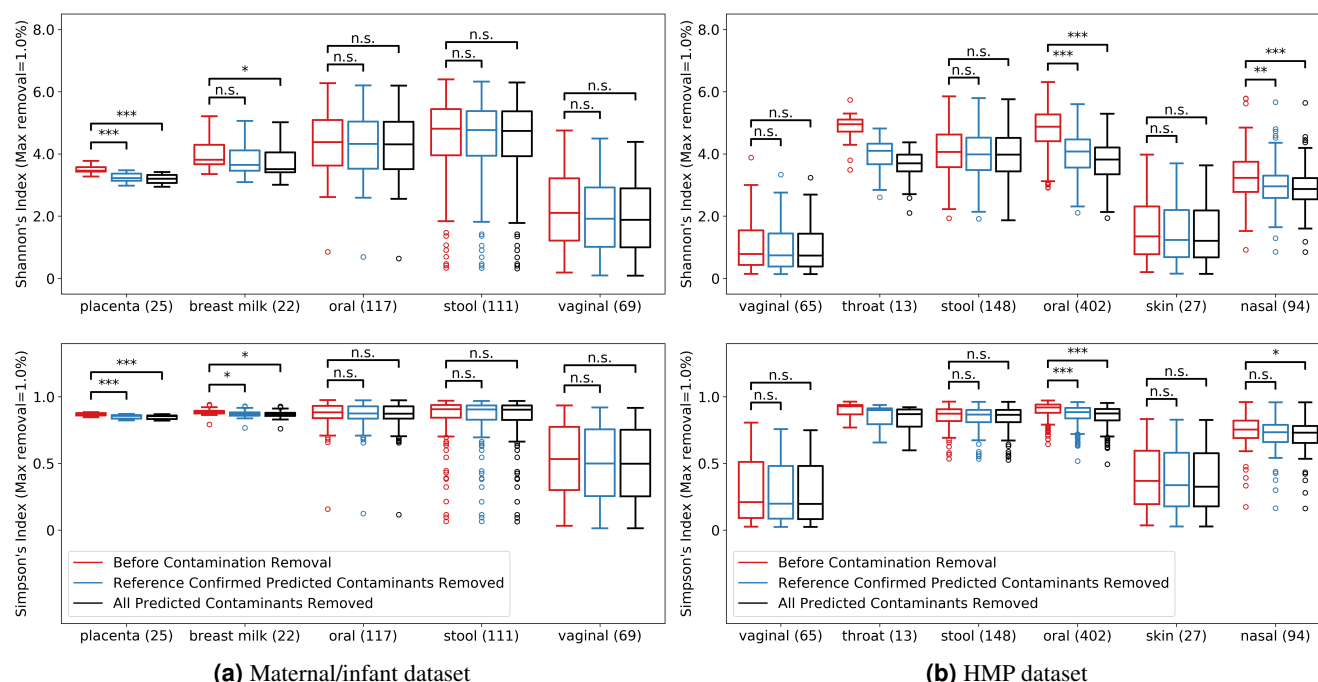 Shannon's Index (Max removal=1.0%)
8.0
6.0
4.0
2.0
0
***
***
n.s.
*
n.s.
n.s.
n.s.
n.s.
n.s.
n.s.
placenta (25)
breast milk (22)
oral (117)
stool (111)
vaginal (69)
Simpson's Index (Max removal=1.0%)
1.0
0.5
0
***
***
*
*
n.s.
n.s.
n.s.
n.s.
n.s.
n.s.
Before Contamination Removal
Reference Confirmed Predicted Contaminants Removed
All Predicted Contaminants Removed
placenta (25)
breast milk (22)
oral (117)
stool (111)
vaginal (69)
(a) Maternal/infant dataset
Shannon's Index (Max removal=1.0%)
8.0
6.0
4.0
2.0
0
n.s.
n.s.
n.s.
n.s.
***
***
n.s.
n.s.
***
**
vaginal (65)
throat (13)
stool (148)
oral (402)
skin (27)
nasal (94)
Simpson's Index (Max removal=1.0%)
1.0
0.5
0
n.s.
n.s.
n.s.
n.s.
***
***
n.s.
n.s.
*
n.s.
Before Contamination Removal
Reference Confirmed Predicted Contaminants Removed
All Predicted Contaminants Removed
vaginal (65)
throat (13)
stool (148)
oral (402)
skin (27)
nasal (94)
(b) HMP dataset